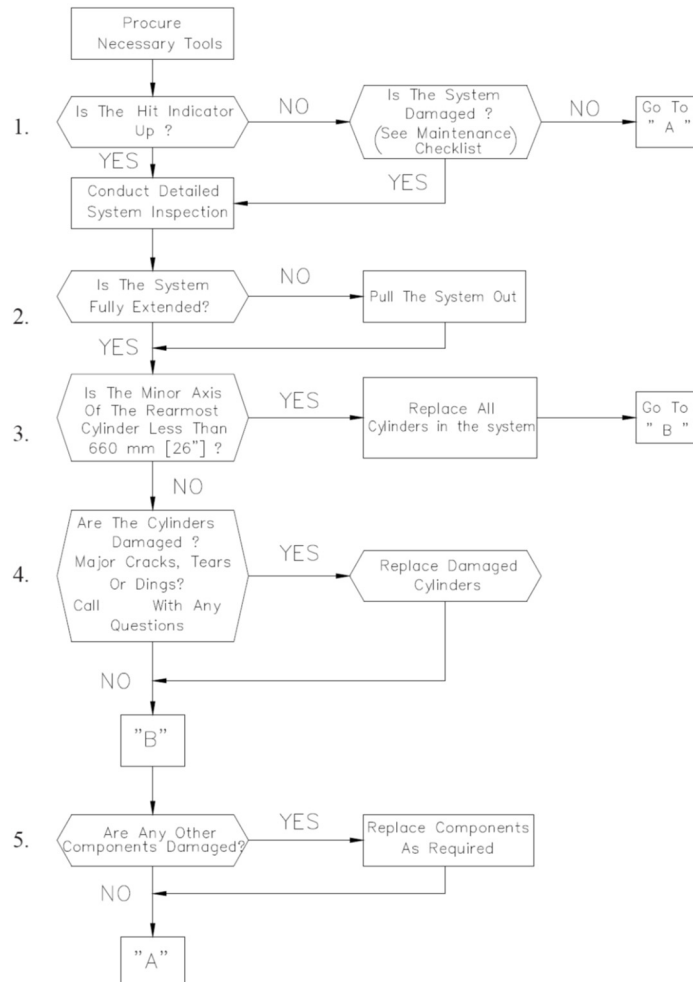 Procure
Necessary Tools
1.
Is The Hit Indicator
Up ?
NO
Is The System
Damaged ?
(See Maintenance)
Checklist
NO
Go To
" A "
YES
YES
Conduct Detailed
System Inspection
2.
Is The System
Fully Extended?
NO
Pull The System Out
YES
3.
Is The Minor Axis
Of The Rearmost
Cylinder Less Than
660 mm [26"] ?
YES
Replace All
Cylinders in the system
Go To
" B "
NO
4.
Are The Cylinders
Damaged ?
Major Cracks, Tears
Or Dings?
Call With Any
Questions
YES
Replace Damaged
Cylinders
NO
"B"
5.
Are Any Other
Components Damaged?
YES
Replace Components
As Required
NO
"A"